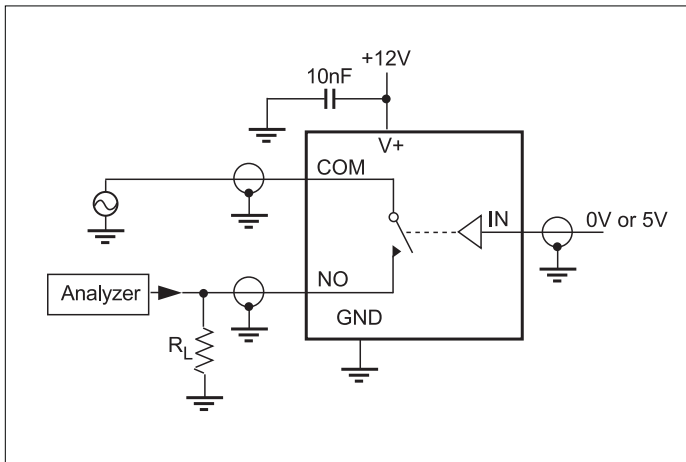 +12V
10nF
V+
COM
IN
0V or 5V
NO
Analyzer
GND
RL